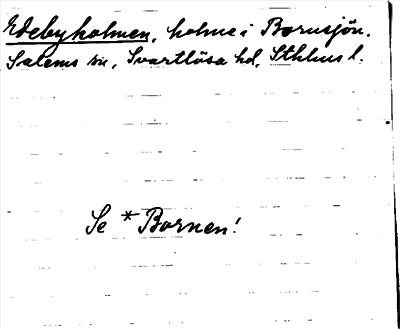 Edebyholmen, holme i Bornsjön.
Salems sn, Svartlösa hd, Sthlms l.
Se *Bornen!